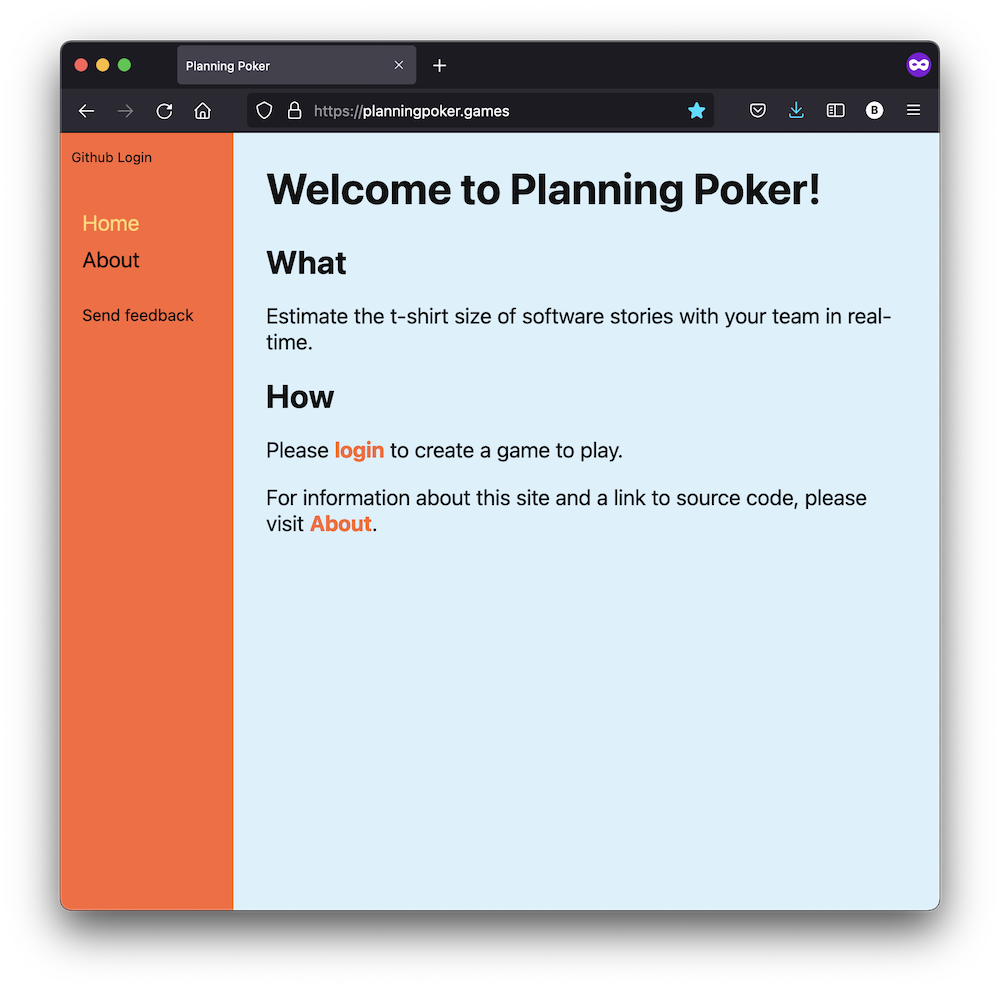 Planning Poker
https://planningpoker.games
B
Github Login
Home
About
Send feedback
Welcome to Planning Poker!
What
Estimate the t-shirt size of software stories with your team in real-
time.
How
Please login to create a game to play.
For information about this site and a link to source code, please
visit About.